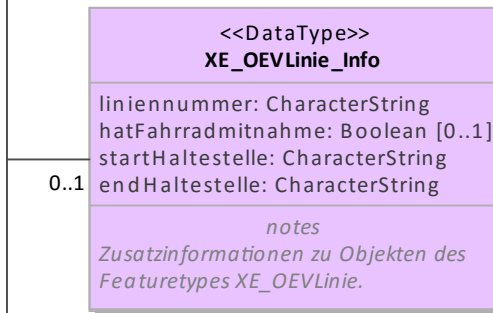 <<DataType>>
XE_OEVLinie_Info
liniennummer: CharacterString
hatFahrradmitnahme: Boolean [0..1]
startHaltestelle: CharacterString
0..1 endHaltestelle: CharacterString
notes
Zusatzinformationen zu Objekten des
Featuretypes XE_OEVLinie.